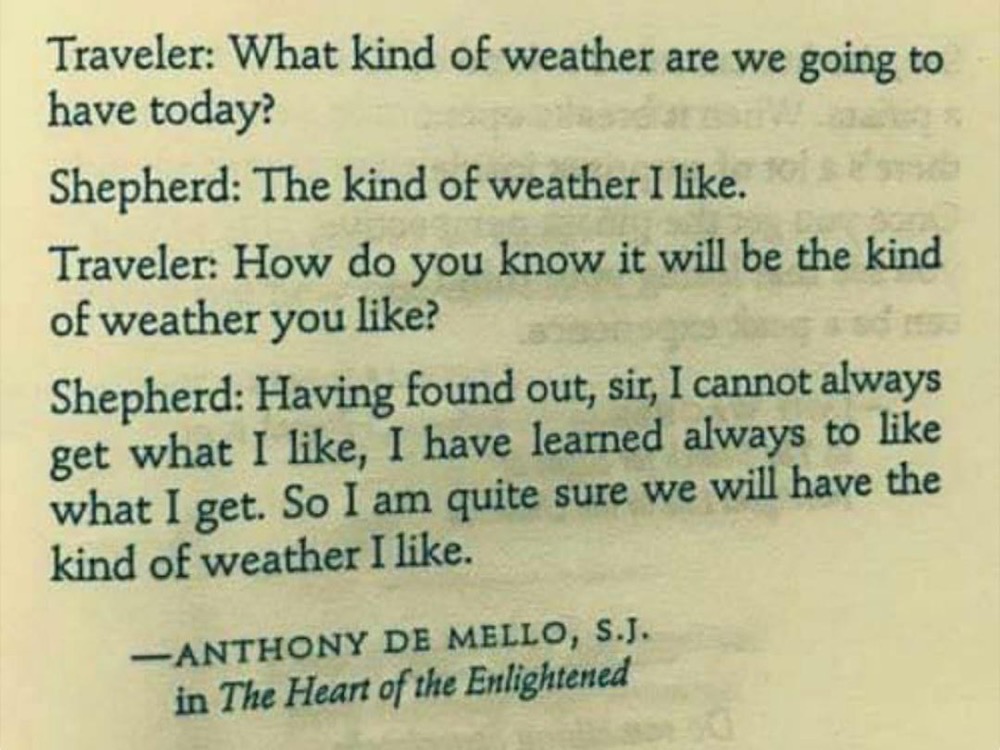 Traveler: What kind of weather are we going to
have today?
Shepherd: The kind of weather I like.
Traveler: How do you know it will be the kind
of weather you like?
Shepherd: Having found out, sir, I cannot always
get what I like, I have learned always to like
what I get. So I am quite sure we will have the
kind of weather I like.
—ANTHONY DE MELLO, S.J.
in The Heart of the Enlightened